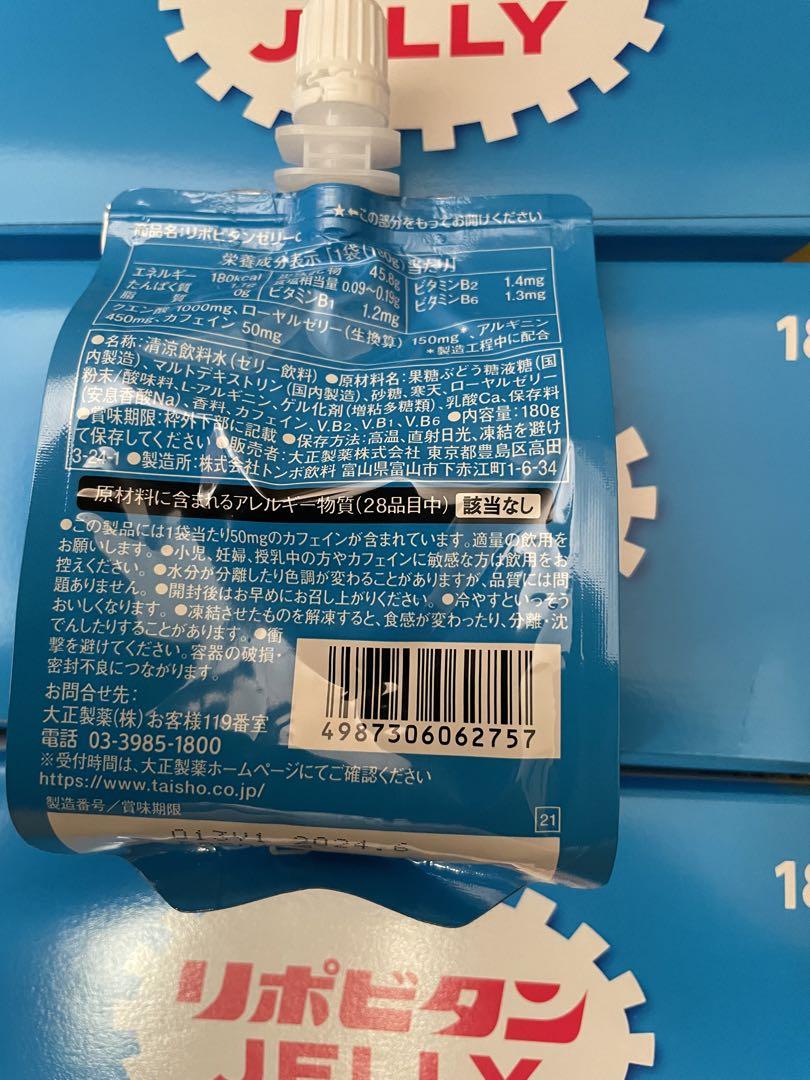 JELLY
★←この部分をもってお開けください
商品名:リポビタンゼリーC
栄養成分表示 [1袋(180g)当たり]
エネルギー 180kcal
たんぱく質
脂質 0g
45.8g
食塩相当量 0.09~0.19g
ビタミンB1 1.2mg
ビタミンB2 1.4mg
ビタミンB6 1.3mg
クエン酸 1000mg、ローヤルゼリー(生換算) 150mg*、アルギニン
450mg、カフェイン 50mg *製造工程中に配合
●名称:清涼飲料水(ゼリー飲料) ●原材料名:果糖ぶどう糖液糖(国
内製造)、マルトデキストリン(国内製造)、砂糖、寒天、ローヤルゼリー
粉末/酸味料、L-アルギニン、ゲル化剤(増粘多糖類)、乳酸Ca、保存料
(安息香酸Na)、香料、カフェイン、V.B2、V.B1、V.B6 ●内容量:180g
●賞味期限:枠外下部に記載 ●保存方法:高温、直射日光、凍結を避け
て保存してください ●販売者:大正製薬株式会社 東京都豊島区高田
3-24-1 ●製造所:株式会社トンボ飲料 富山県富山市下赤江町1-6-34
原材料に含まれるアレルギー物質(28品目中) 該当なし
●この製品には1袋当たり50mgのカフェインが含まれています。適量の飲用を
お願いします。●小児、妊婦、授乳中の方やカフェインに敏感な方は飲用をお
控えください。●水分が分離したり色調が変わることがありますが、品質には問
題ありません。●開封後はお早めにお召し上がりください。●冷やすといっそう
おいしくなります。●凍結させたものを解凍すると、食感が変わったり、分離・沈
でんしたりすることがあります。●衝
撃を避けてください。容器の破損・
密封不良につながります。
お問合せ先:
大正製薬(株)お客様119番室
電話 03-3985-1800
※受付時間は、大正製薬ホームページにてご確認ください
https://www.taisho.co.jp/
4987306062757
製造番号/賞味期限
21
2024.6
18
18
リポビタン
JELLY